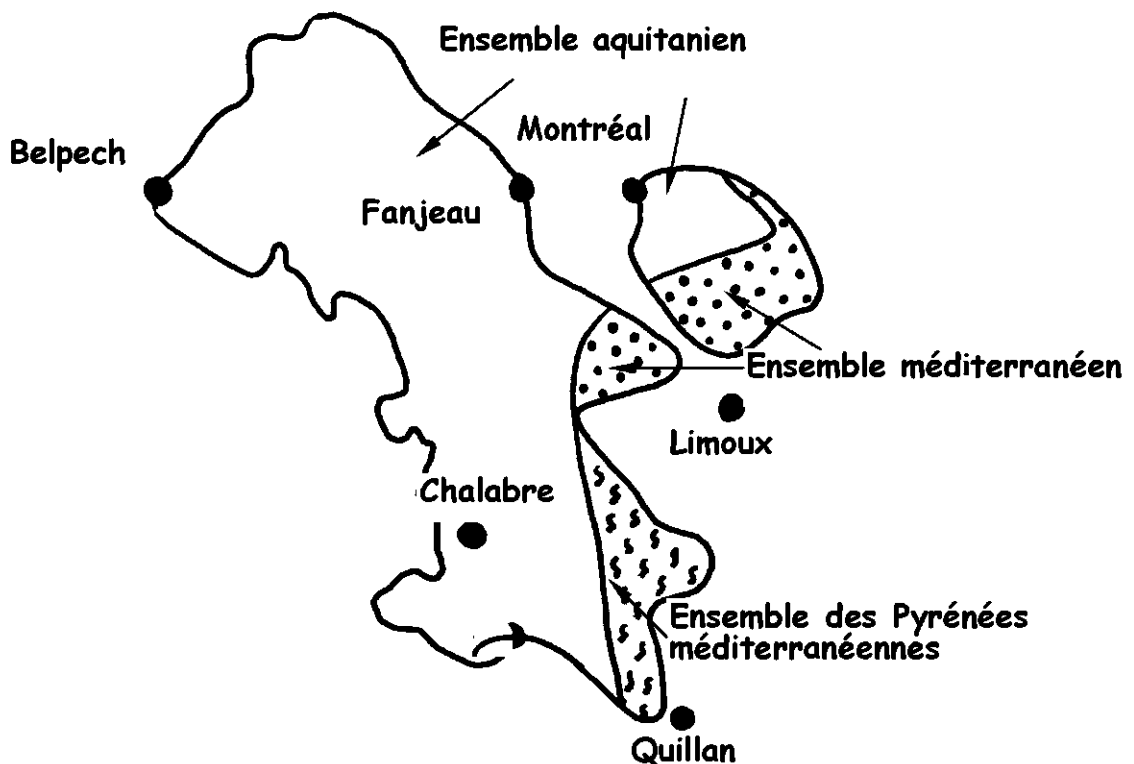 Ensemble aquitanien
Montréal
Belpech
Fanjeau
Ensemble méditerranéen
Limoux
Chalabre
Ensemble des Pyrénées
méditerranéennes
Quillan